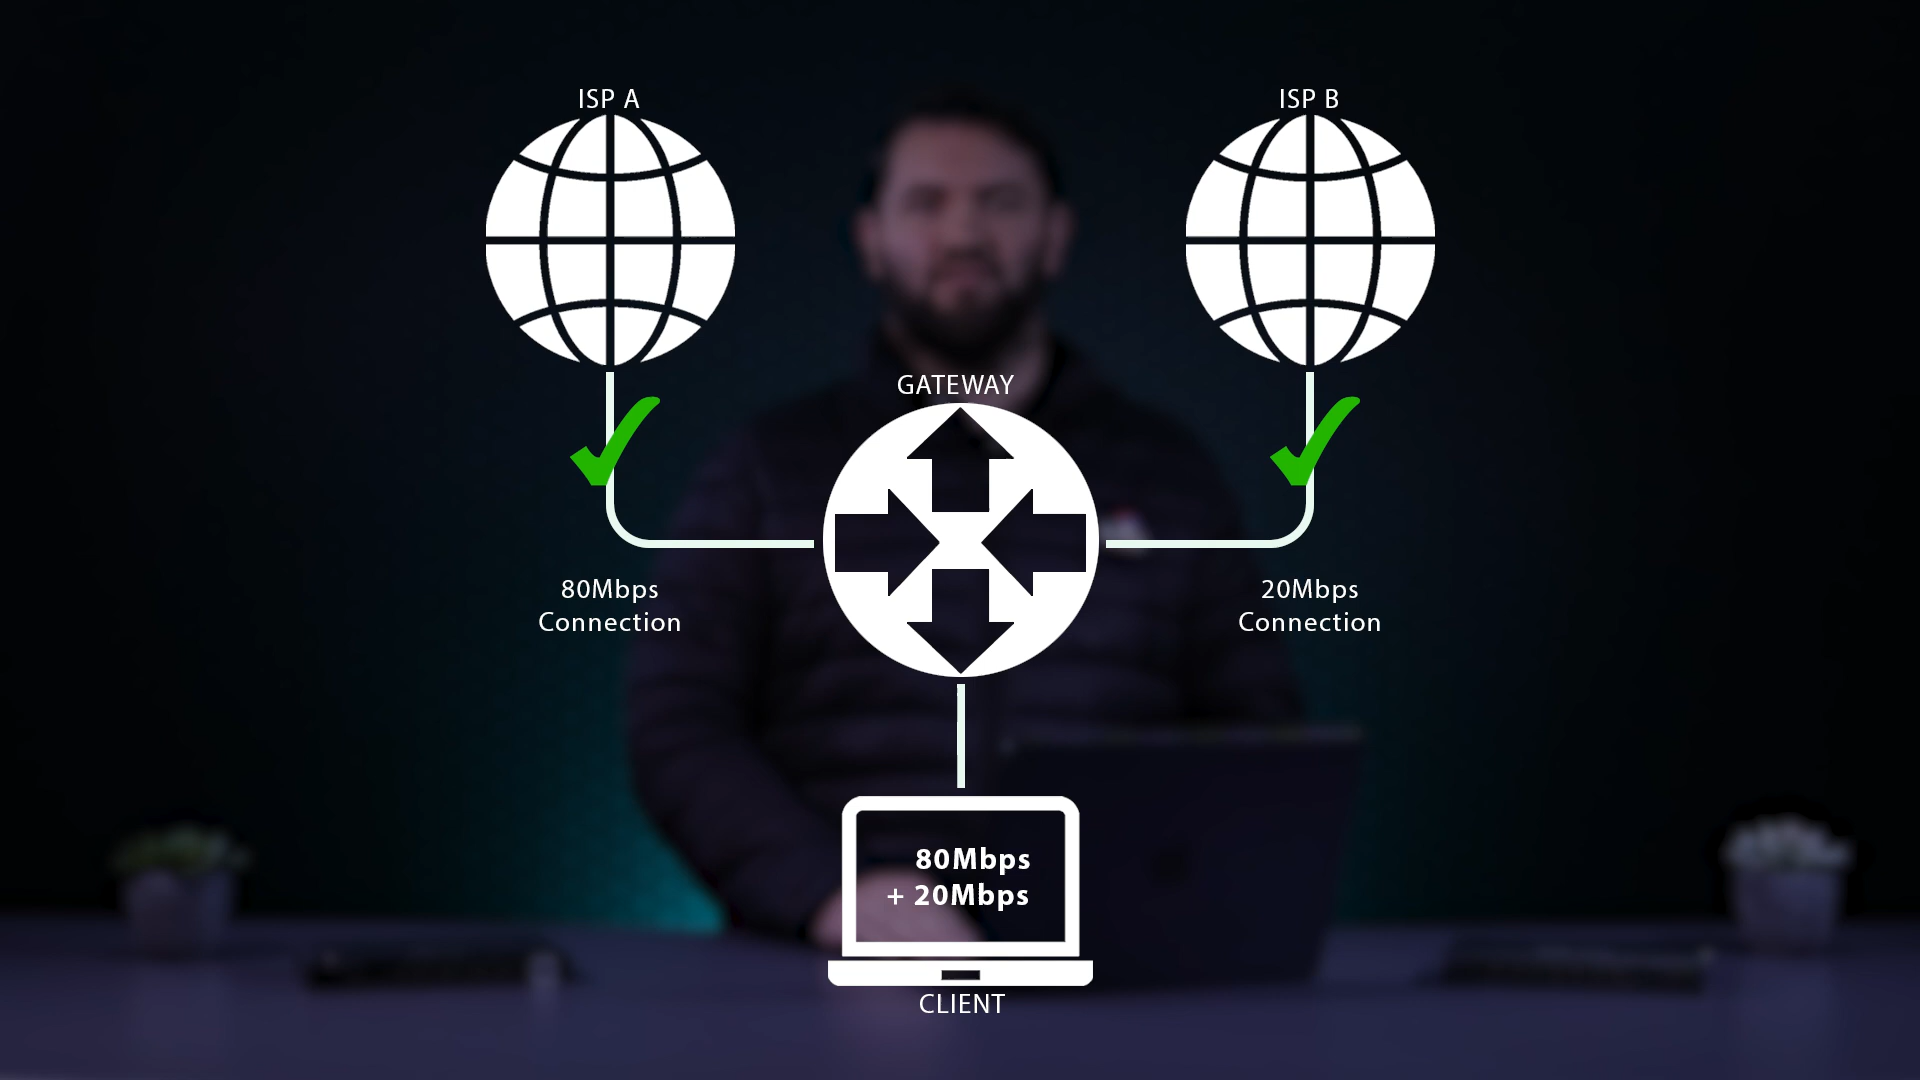 ISP A
ISP B
GATEWAY
80Mbps
Connection
20Mbps
Connection
80Mbps
+ 20Mbps
CLIENT